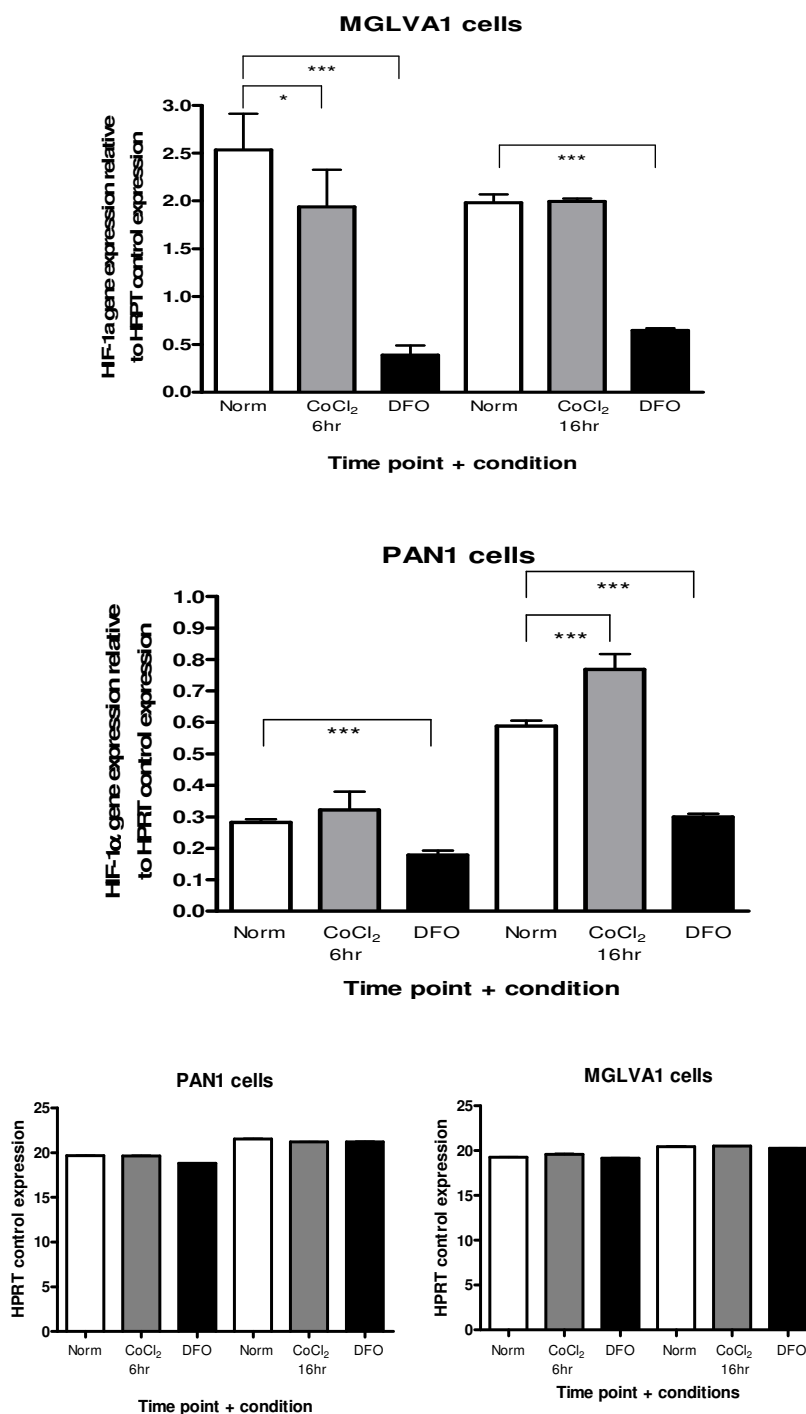 MGLVA1 cells
***
*
***
HIF-1a gene expression relative
to HRPT control expression
3.0
2.5
2.0
1.5
1.0
0.5
0.0
Norm CoCl₂ DFO Norm CoCl₂ DFO
6hr 16hr
Time point + condition
PAN1 cells
***
***
***
HIF-1α gene expression relative
to HPRT control expression
1.0
0.9
0.8
0.7
0.6
0.5
0.4
0.3
0.2
0.1
0.0
Norm CoCl₂ DFO Norm CoCl₂ DFO
6hr 16hr
Time point + condition
PAN1 cells
HPRT control expression
25
20
15
10
5
0
Norm CoCl₂ DFO Norm CoCl₂ DFO
6hr 16hr
Time point + condition
MGLVA1 cells
HPRT control expression
25
20
15
10
5
0
Norm CoCl₂ DFO Norm CoCl₂ DFO
6hr 16hr
Time point + conditions